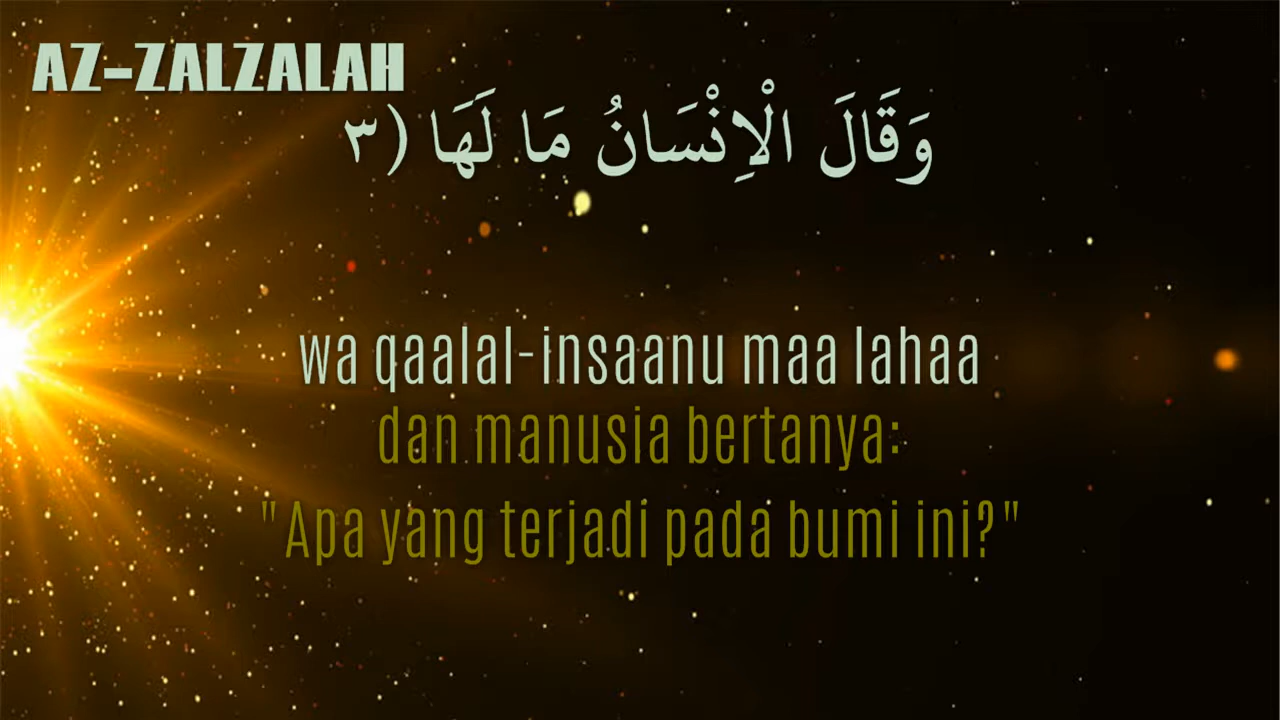 AZ-ZALZALAH
وَقَالَ الْاِنْسَانُ مَا لَهَا (٣
wa qaalal-insaanu maa lahaa
dan manusia bertanya:
"Apa yang terjadi pada bumi ini?"